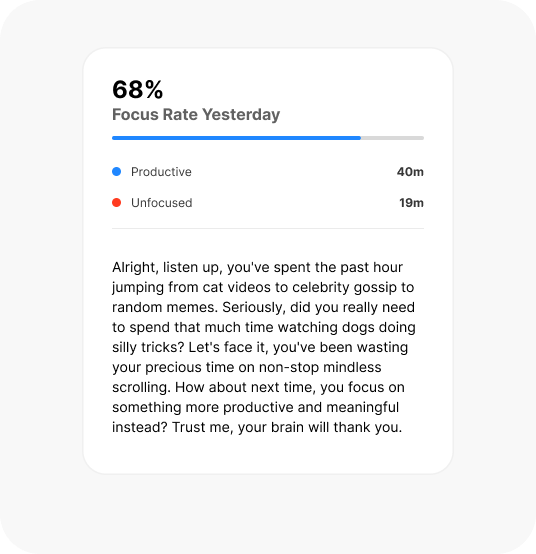 68%
Focus Rate Yesterday
Productive 40m
Unfocused 19m
Alright, listen up, you've spent the past hour
jumping from cat videos to celebrity gossip to
random memes. Seriously, did you really need
to spend that much time watching dogs doing
silly tricks? Let's face it, you've been wasting
your precious time on non-stop mindless
scrolling. How about next time, you focus on
something more productive and meaningful
instead? Trust me, your brain will thank you.